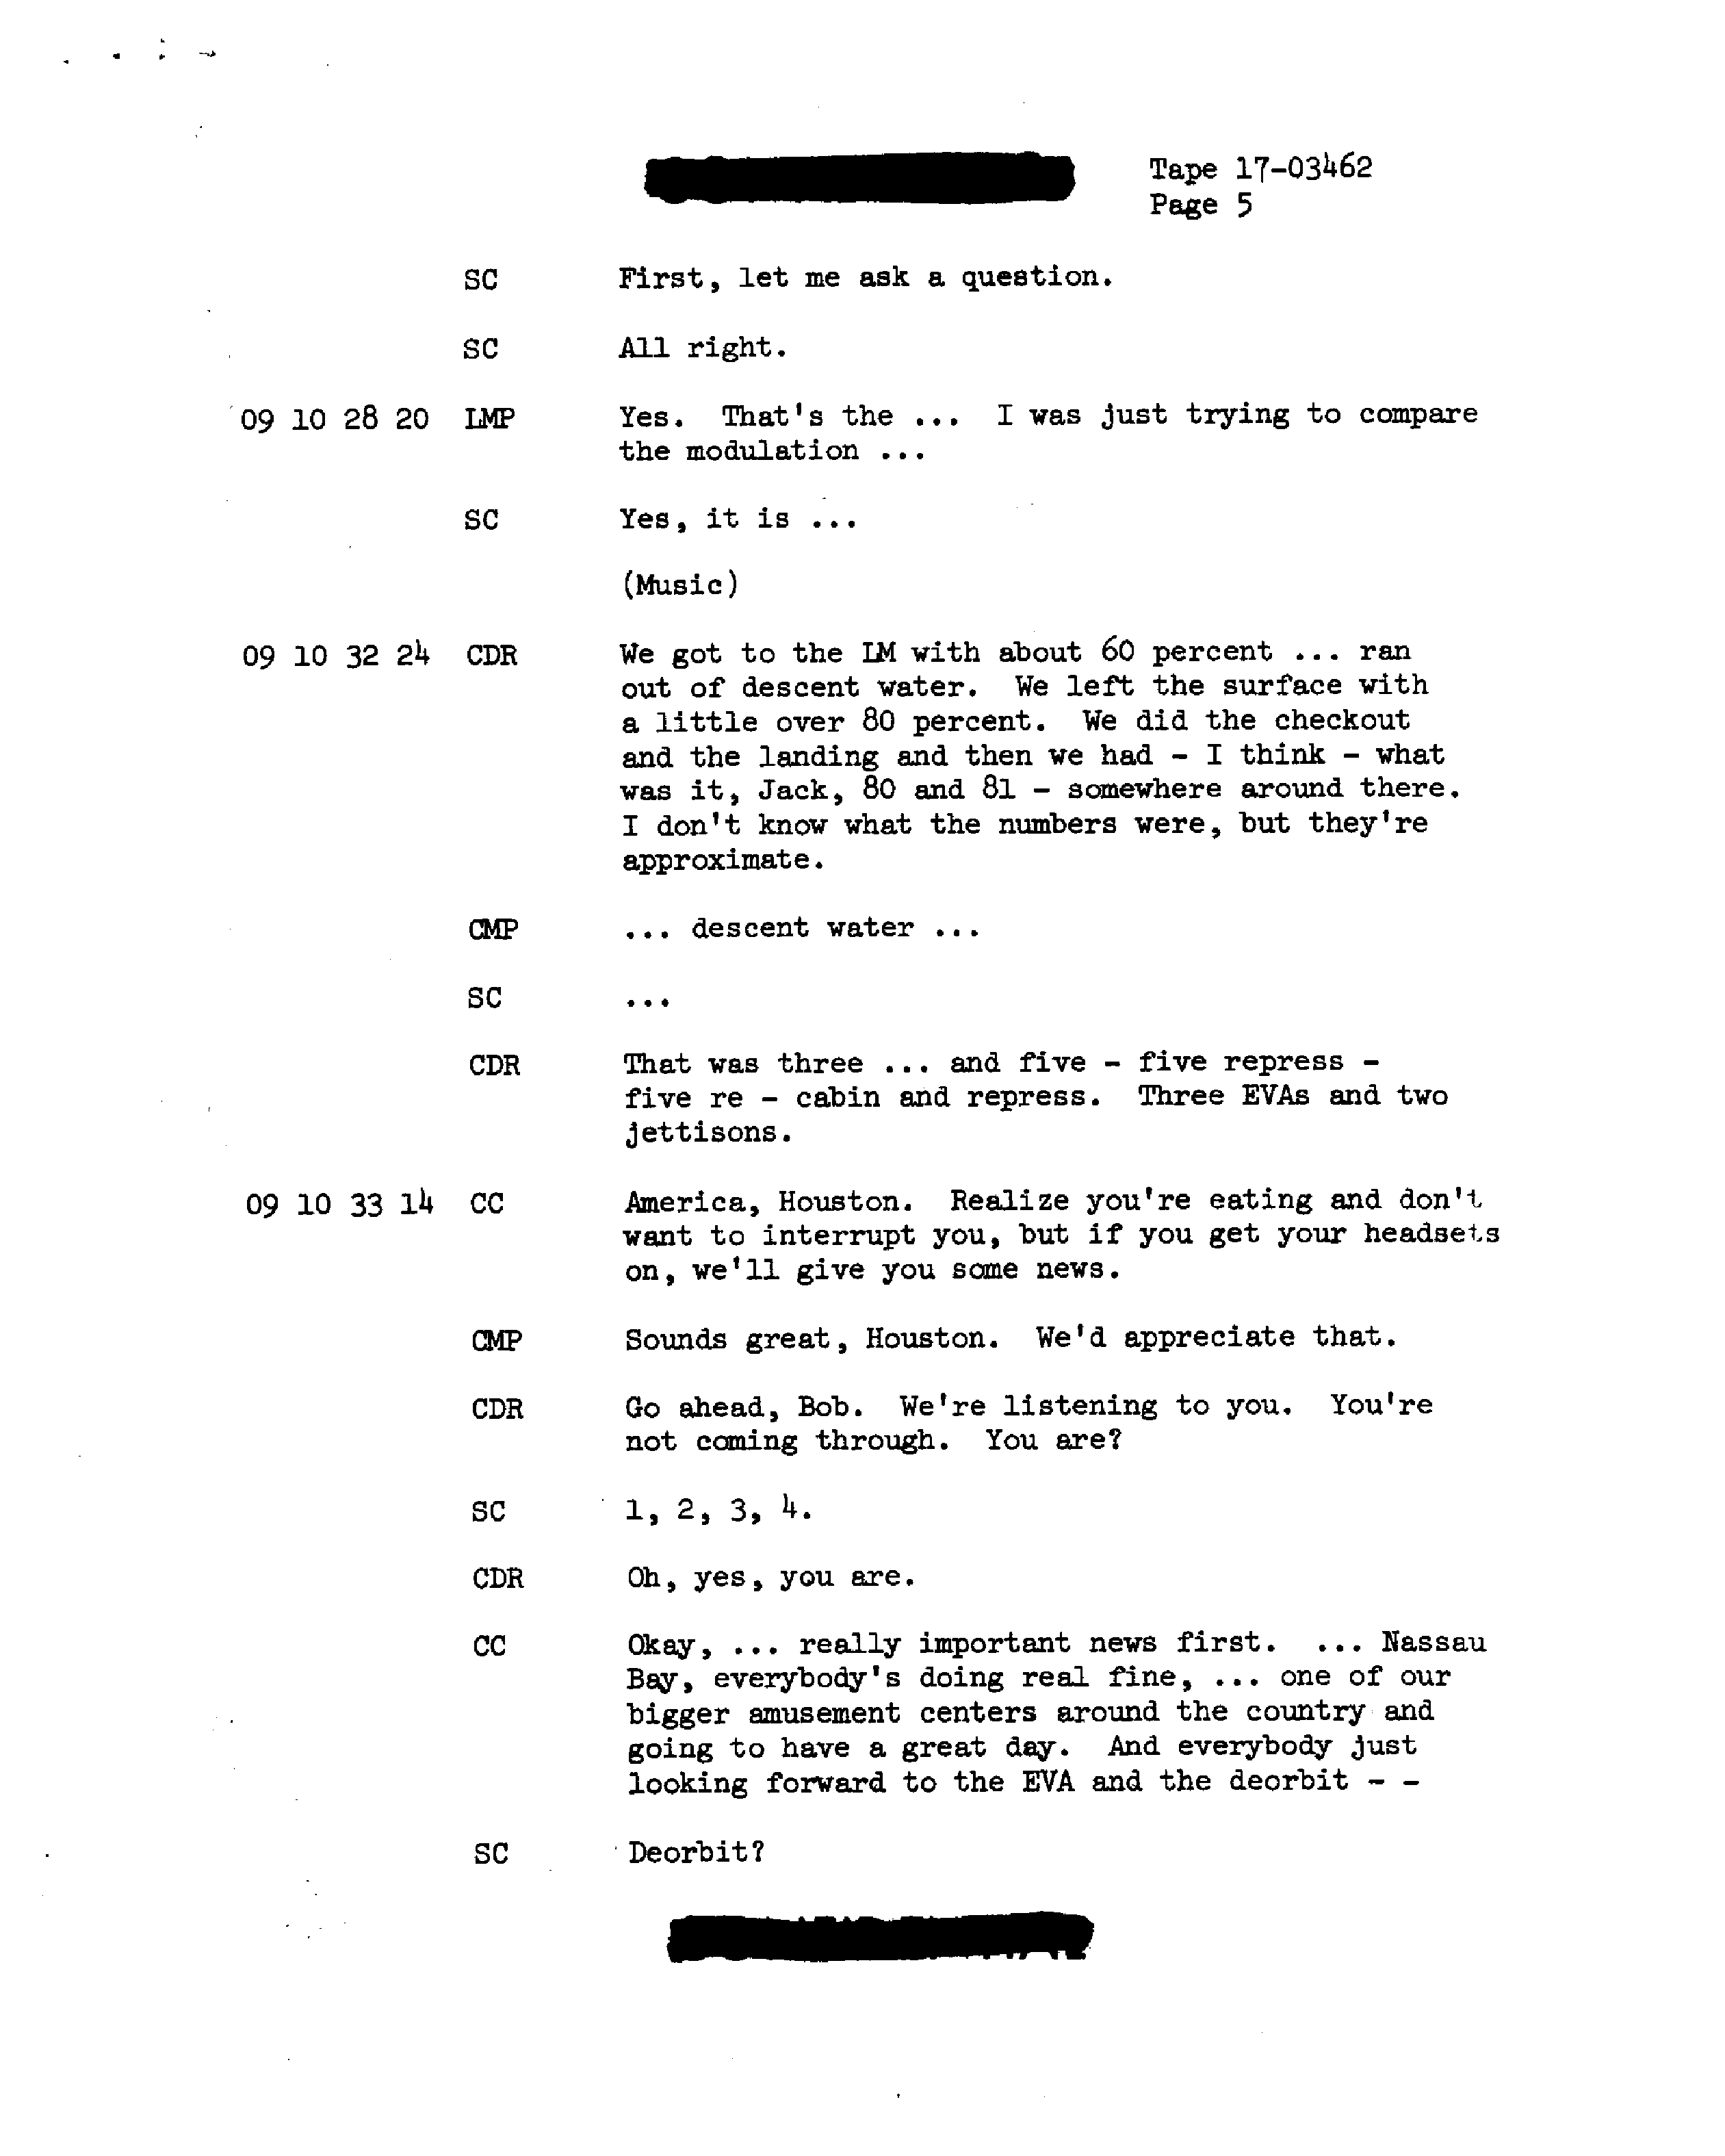 Tape 17-03462
Page 5
SC First, let me ask a question.
SC All right.
09 10 28 20 LMP Yes. That's the ... I was just trying to compare
the modulation ...
SC Yes, it is ...
(Music)
09 10 32 24 CDR We got to the LM with about 60 percent ... ran
out of descent water. We left the surface with
a little over 80 percent. We did the checkout
and the landing and then we had - I think - what
was it, Jack, 80 and 81 - somewhere around there.
I don't know what the numbers were, but they're
approximate.
CMP ... descent water ...
SC ...
CDR That was three ... and five - five repress -
five re - cabin and repress. Three EVAs and two
jettisons.
09 10 33 14 CC America, Houston. Realize you're eating and don't
want to interrupt you, but if you get your headsets
on, we'll give you some news.
CMP Sounds great, Houston. We'd appreciate that.
CDR Go ahead, Bob. We're listening to you. You're
not coming through. You are?
SC 1, 2, 3, 4.
CDR Oh, yes, you are.
CC Okay, ... really important news first. ... Nassau
Bay, everybody's doing real fine, ... one of our
bigger amusement centers around the country and
going to have a great day. And everybody just
looking forward to the EVA and the deorbit - -
SC Deorbit?